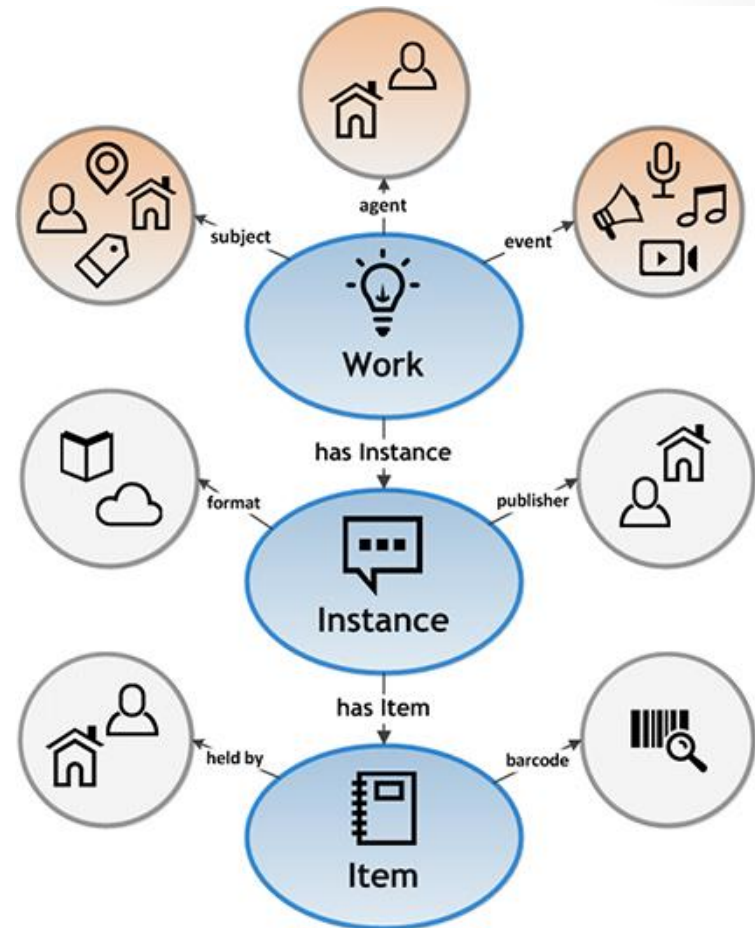 agent
subject
event
Work
has Instance
format
publisher
Instance
has Item
held by
barcode
Item